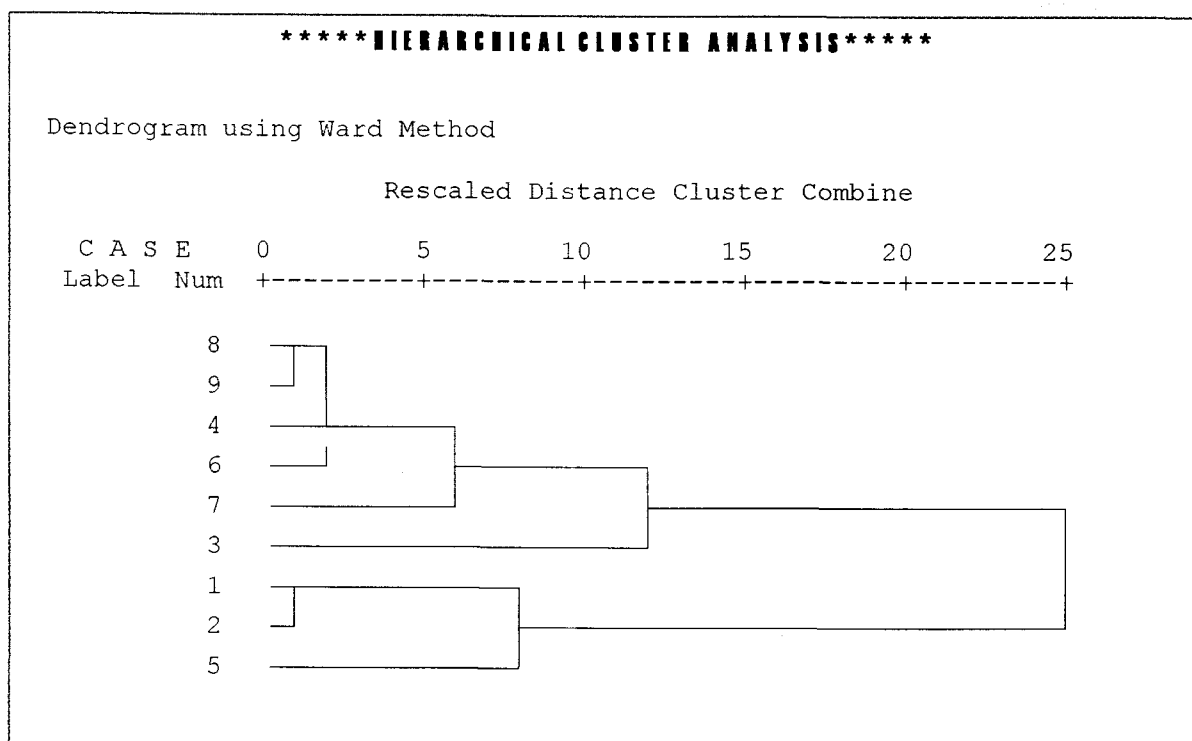 *****HIERARCHICAL CLUSTER ANALYSIS*****
Dendrogram using Ward Method
Rescaled Distance Cluster Combine
C A S E 0 5 10 15 20 25
Label Num +---------+---------+---------+---------+---------+
8
9
4
6
7
3
1
2
5